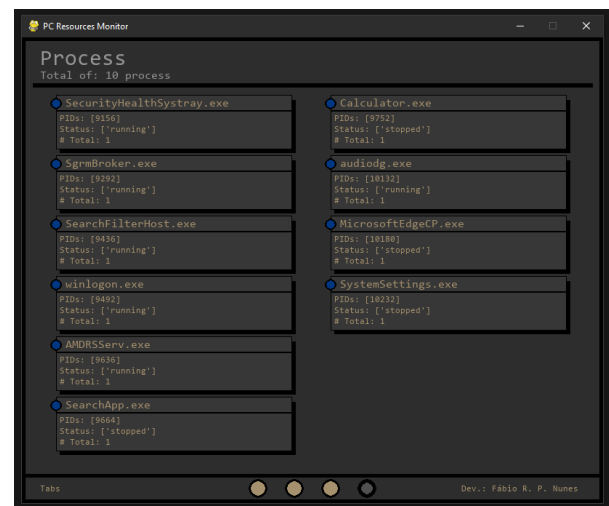 PC Resources Monitor
Process
Total of: 10 process
SecurityHealthSystray.exe
PIDs: [9156]
Status: ['running']
# Total: 1
SgrmBroker.exe
PIDs: [9292]
Status: ['running']
# Total: 1
SearchFilterHost.exe
PIDs: [9436]
Status: ['running']
# Total: 1
winlogon.exe
PIDs: [9492]
Status: ['running']
# Total: 1
AMDRSServ.exe
PIDs: [9636]
Status: ['running']
# Total: 1
SearchApp.exe
PIDs: [9664]
Status: ['stopped']
# Total: 1
Calculator.exe
PIDs: [9752]
Status: ['stopped']
# Total: 1
audiodg.exe
PIDs: [10132]
Status: ['running']
# Total: 1
MicrosoftEdgeCP.exe
PIDs: [10180]
Status: ['stopped']
# Total: 1
SystemSettings.exe
PIDs: [10232]
Status: ['stopped']
# Total: 1
Tabs
Dev.: Fábio R. P. Nunes